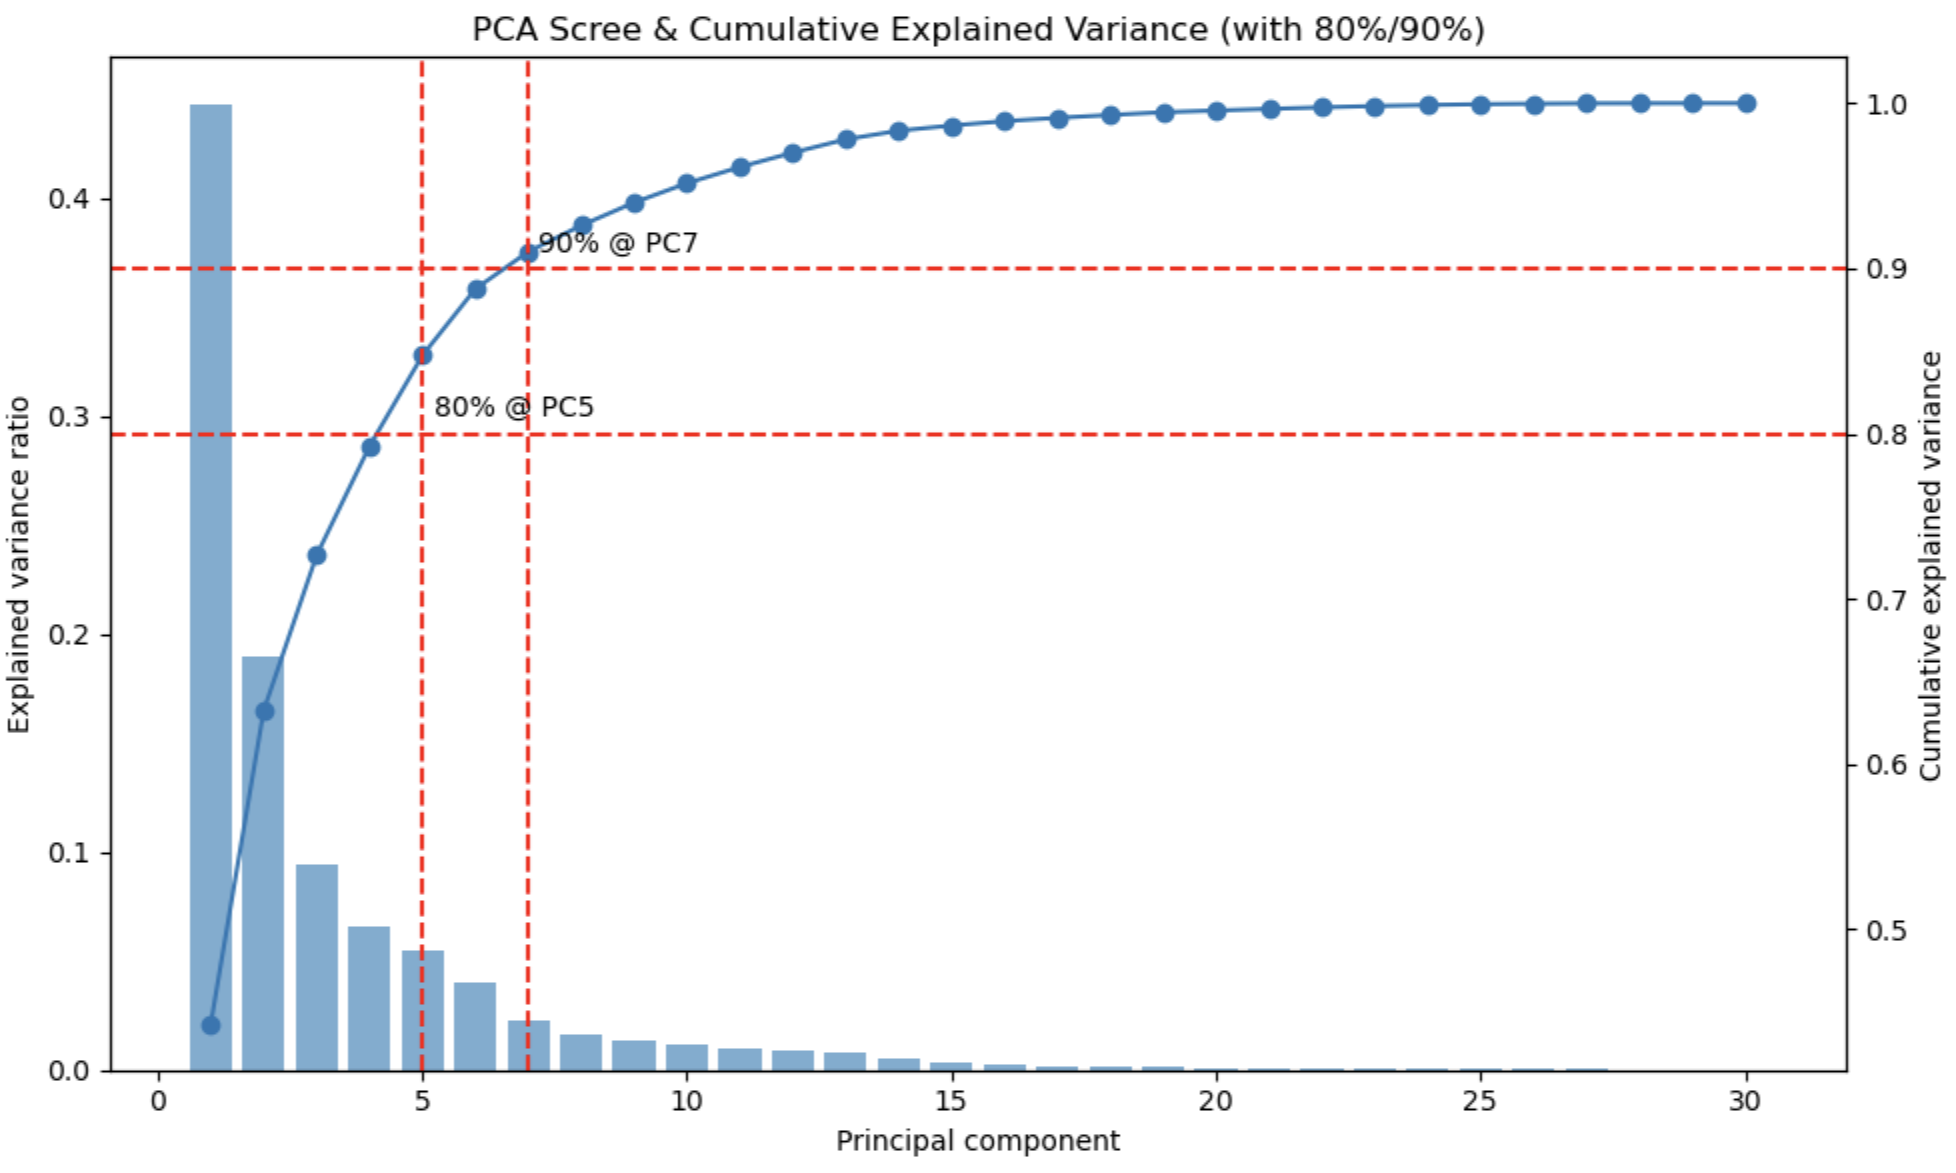 PCA Scree & Cumulative Explained Variance (with 80%/90%)
Explained variance ratio
0.4
0.3
0.2
0.1
0.0
90% @ PC7
80% @ PC5
1.0
0.9
0.8
0.7
0.6
0.5
Cumulative explained variance
0 5 10 15 20 25 30
Principal component